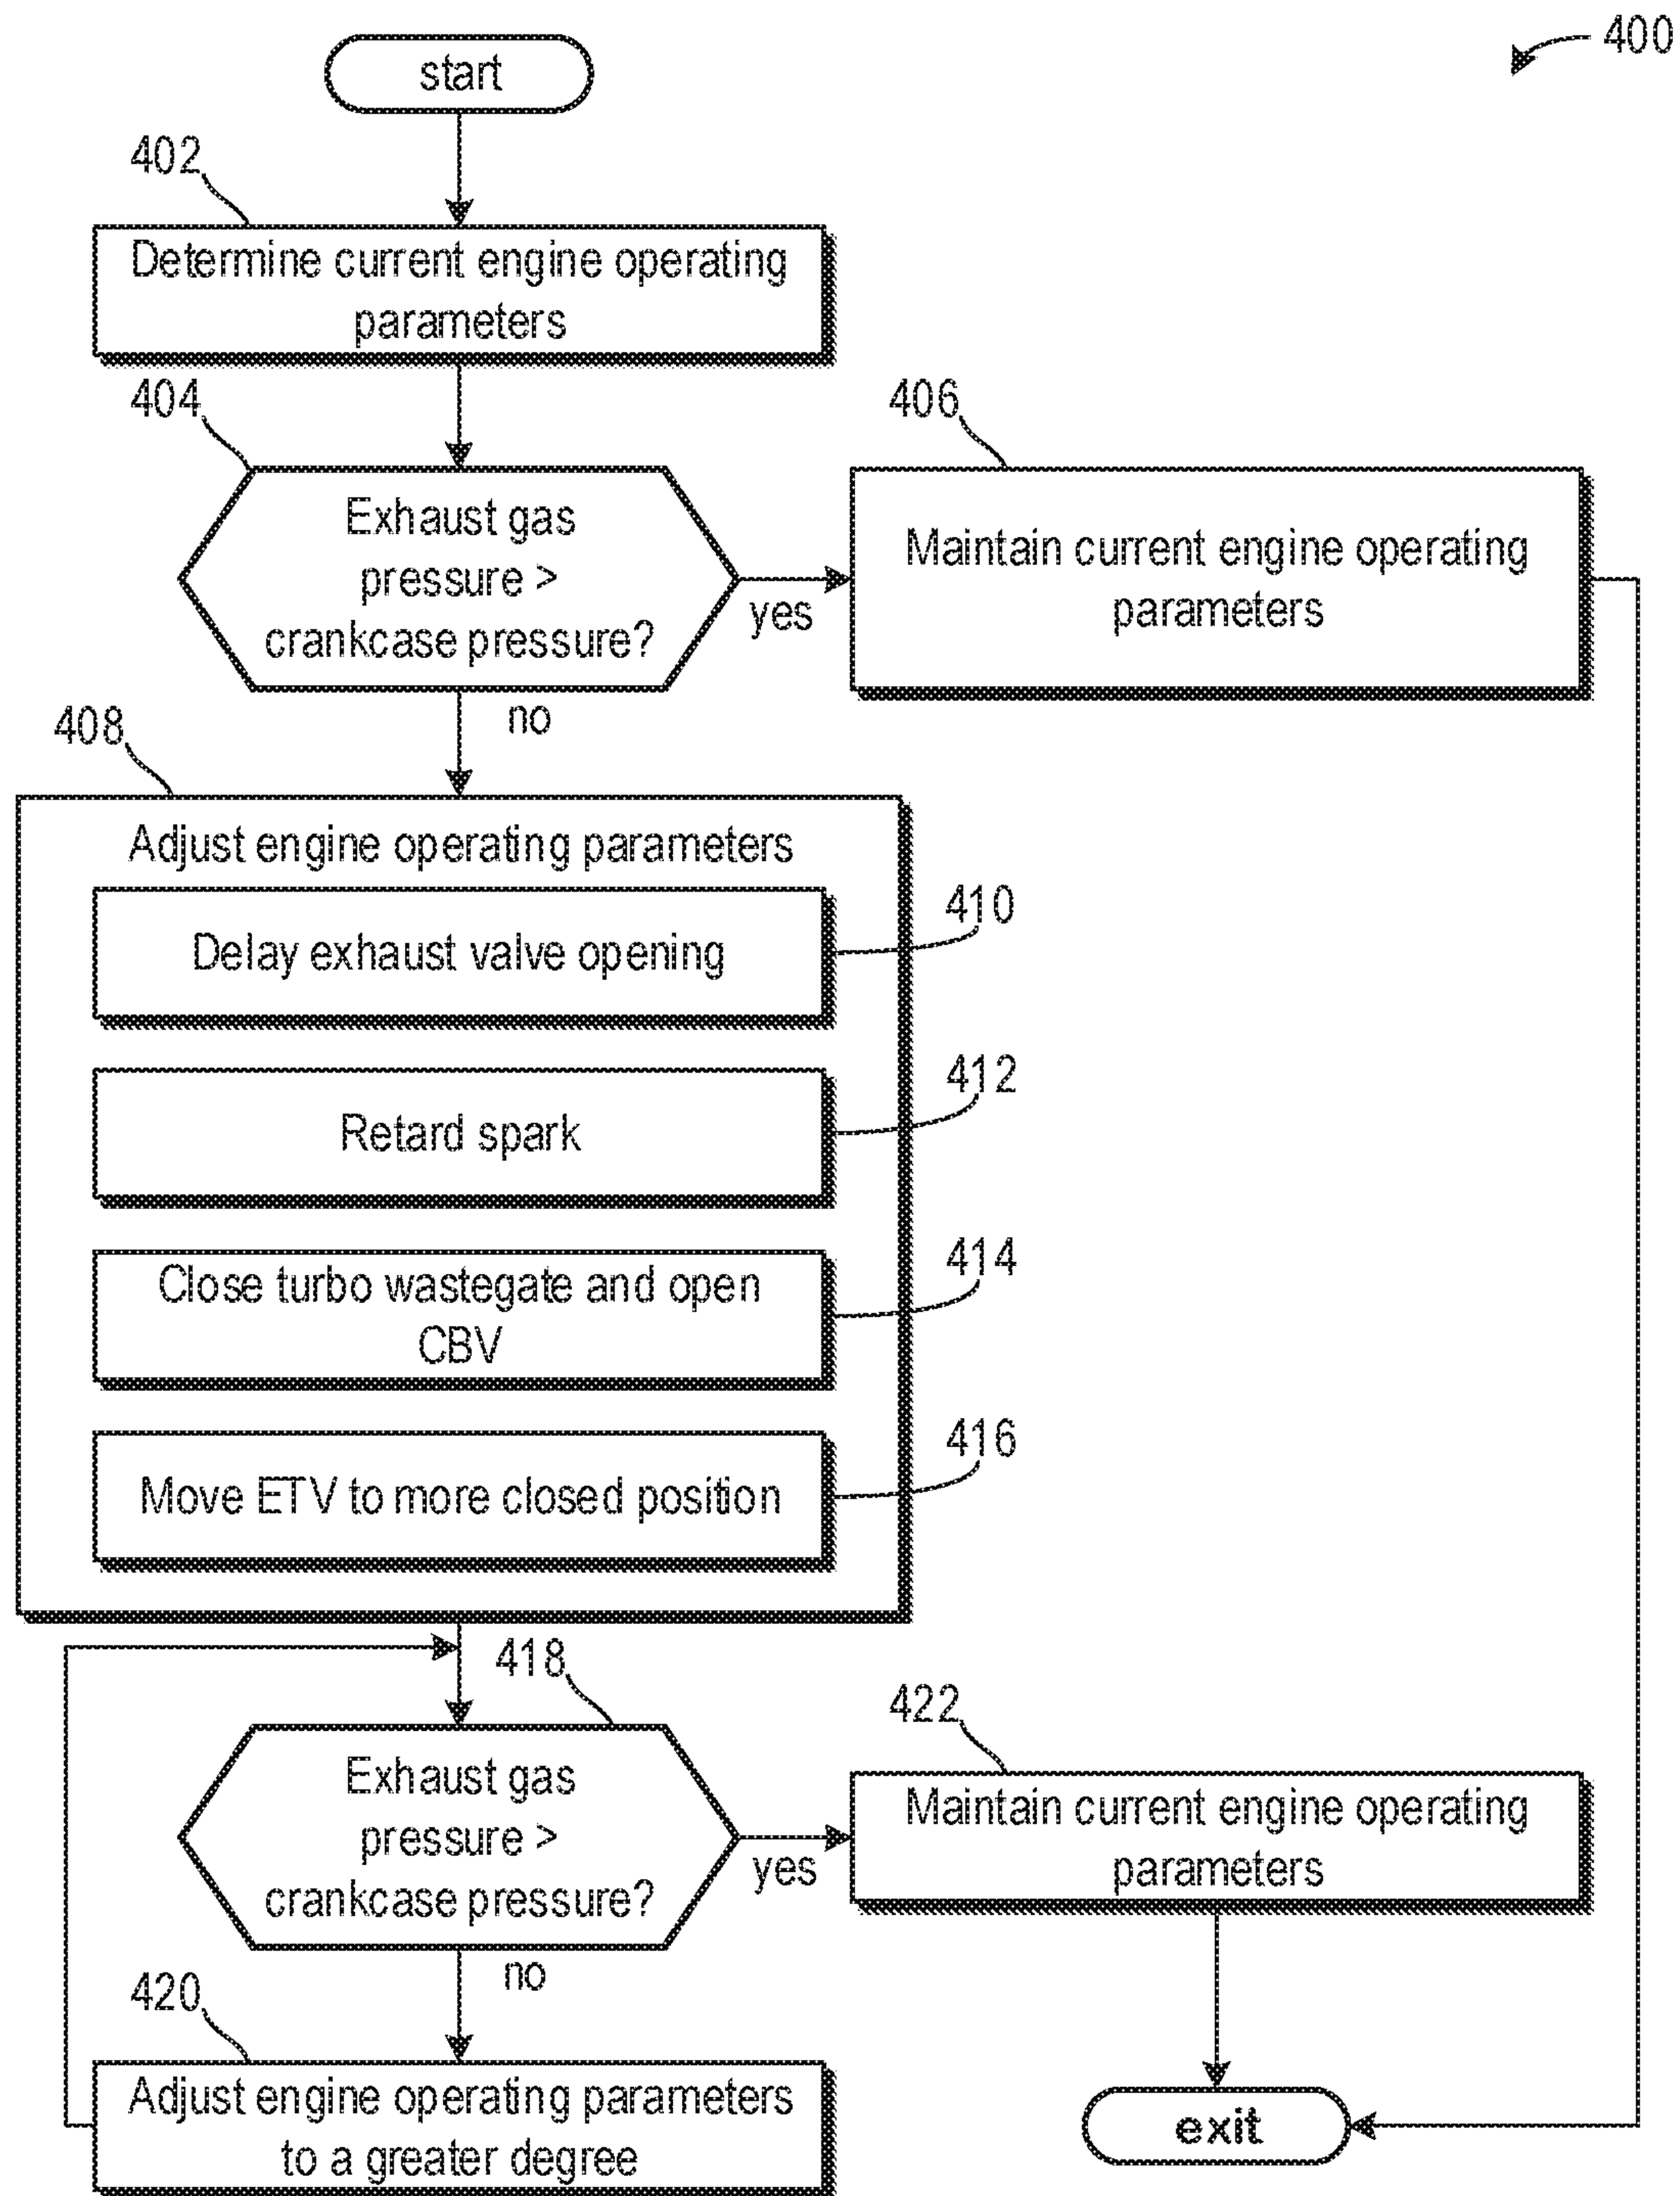 400
start
402
Determine current engine operating
parameters
404
406
Exhaust gas
pressure >
crankcase pressure?
yes
Maintain current engine operating
parameters
no
408
Adjust engine operating parameters
410
Delay exhaust valve opening
412
Retard spark
414
Close turbo wastegate and open
CBV
416
Move ETV to more closed position
418
422
Exhaust gas
pressure >
crankcase pressure?
yes
Maintain current engine operating
parameters
no
420
Adjust engine operating parameters
to a greater degree
exit